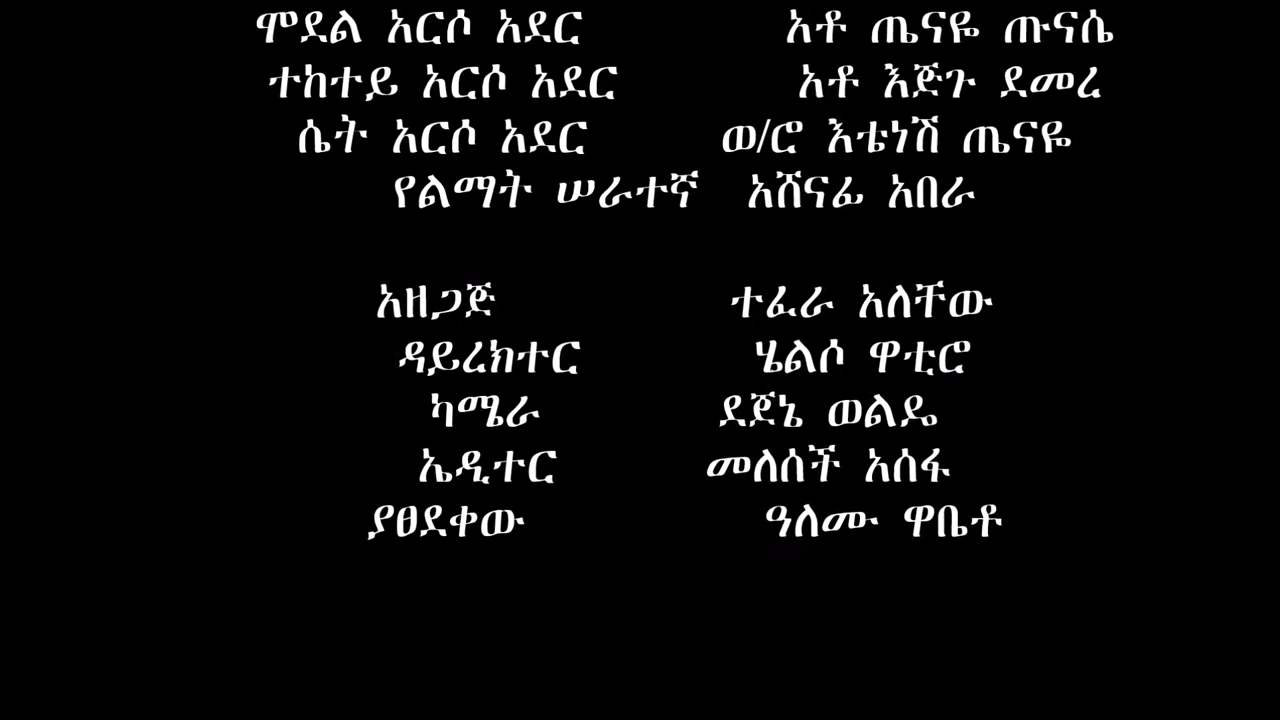 ሞደል አርሶ አደር አቶ ጤናዬ ጡናሴ
ተከተይ አርሶ አደር አቶ እጅጉ ደመረ
ሴት አርሶ አደር ወ/ሮ እቴነሽ ጤናዬ
የልማት ሠራተኛ አሸናፊ አበራ
አዘጋጅ ተፈራ አለቸው
ዳይረክተር ሄልሶ ዋቲሮ
ካሜራ ደጀኔ ወልዴ
ኤዲተር መለሰች አሰፋ
ያፀደቀው ዓለሙ ዋቤቶ